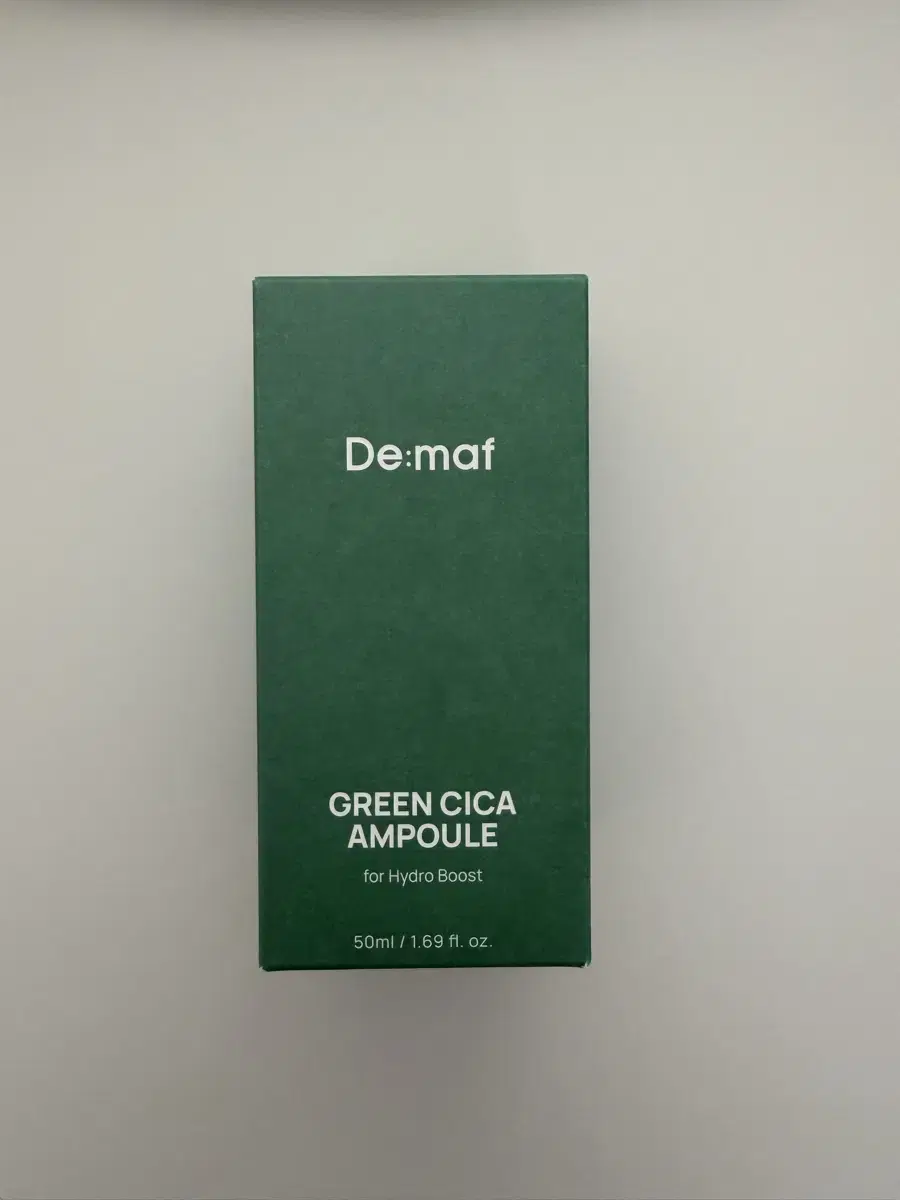 De:maf
GREEN CICA
AMPOULE
for Hydro Boost
50ml / 1.69 fl. oz.